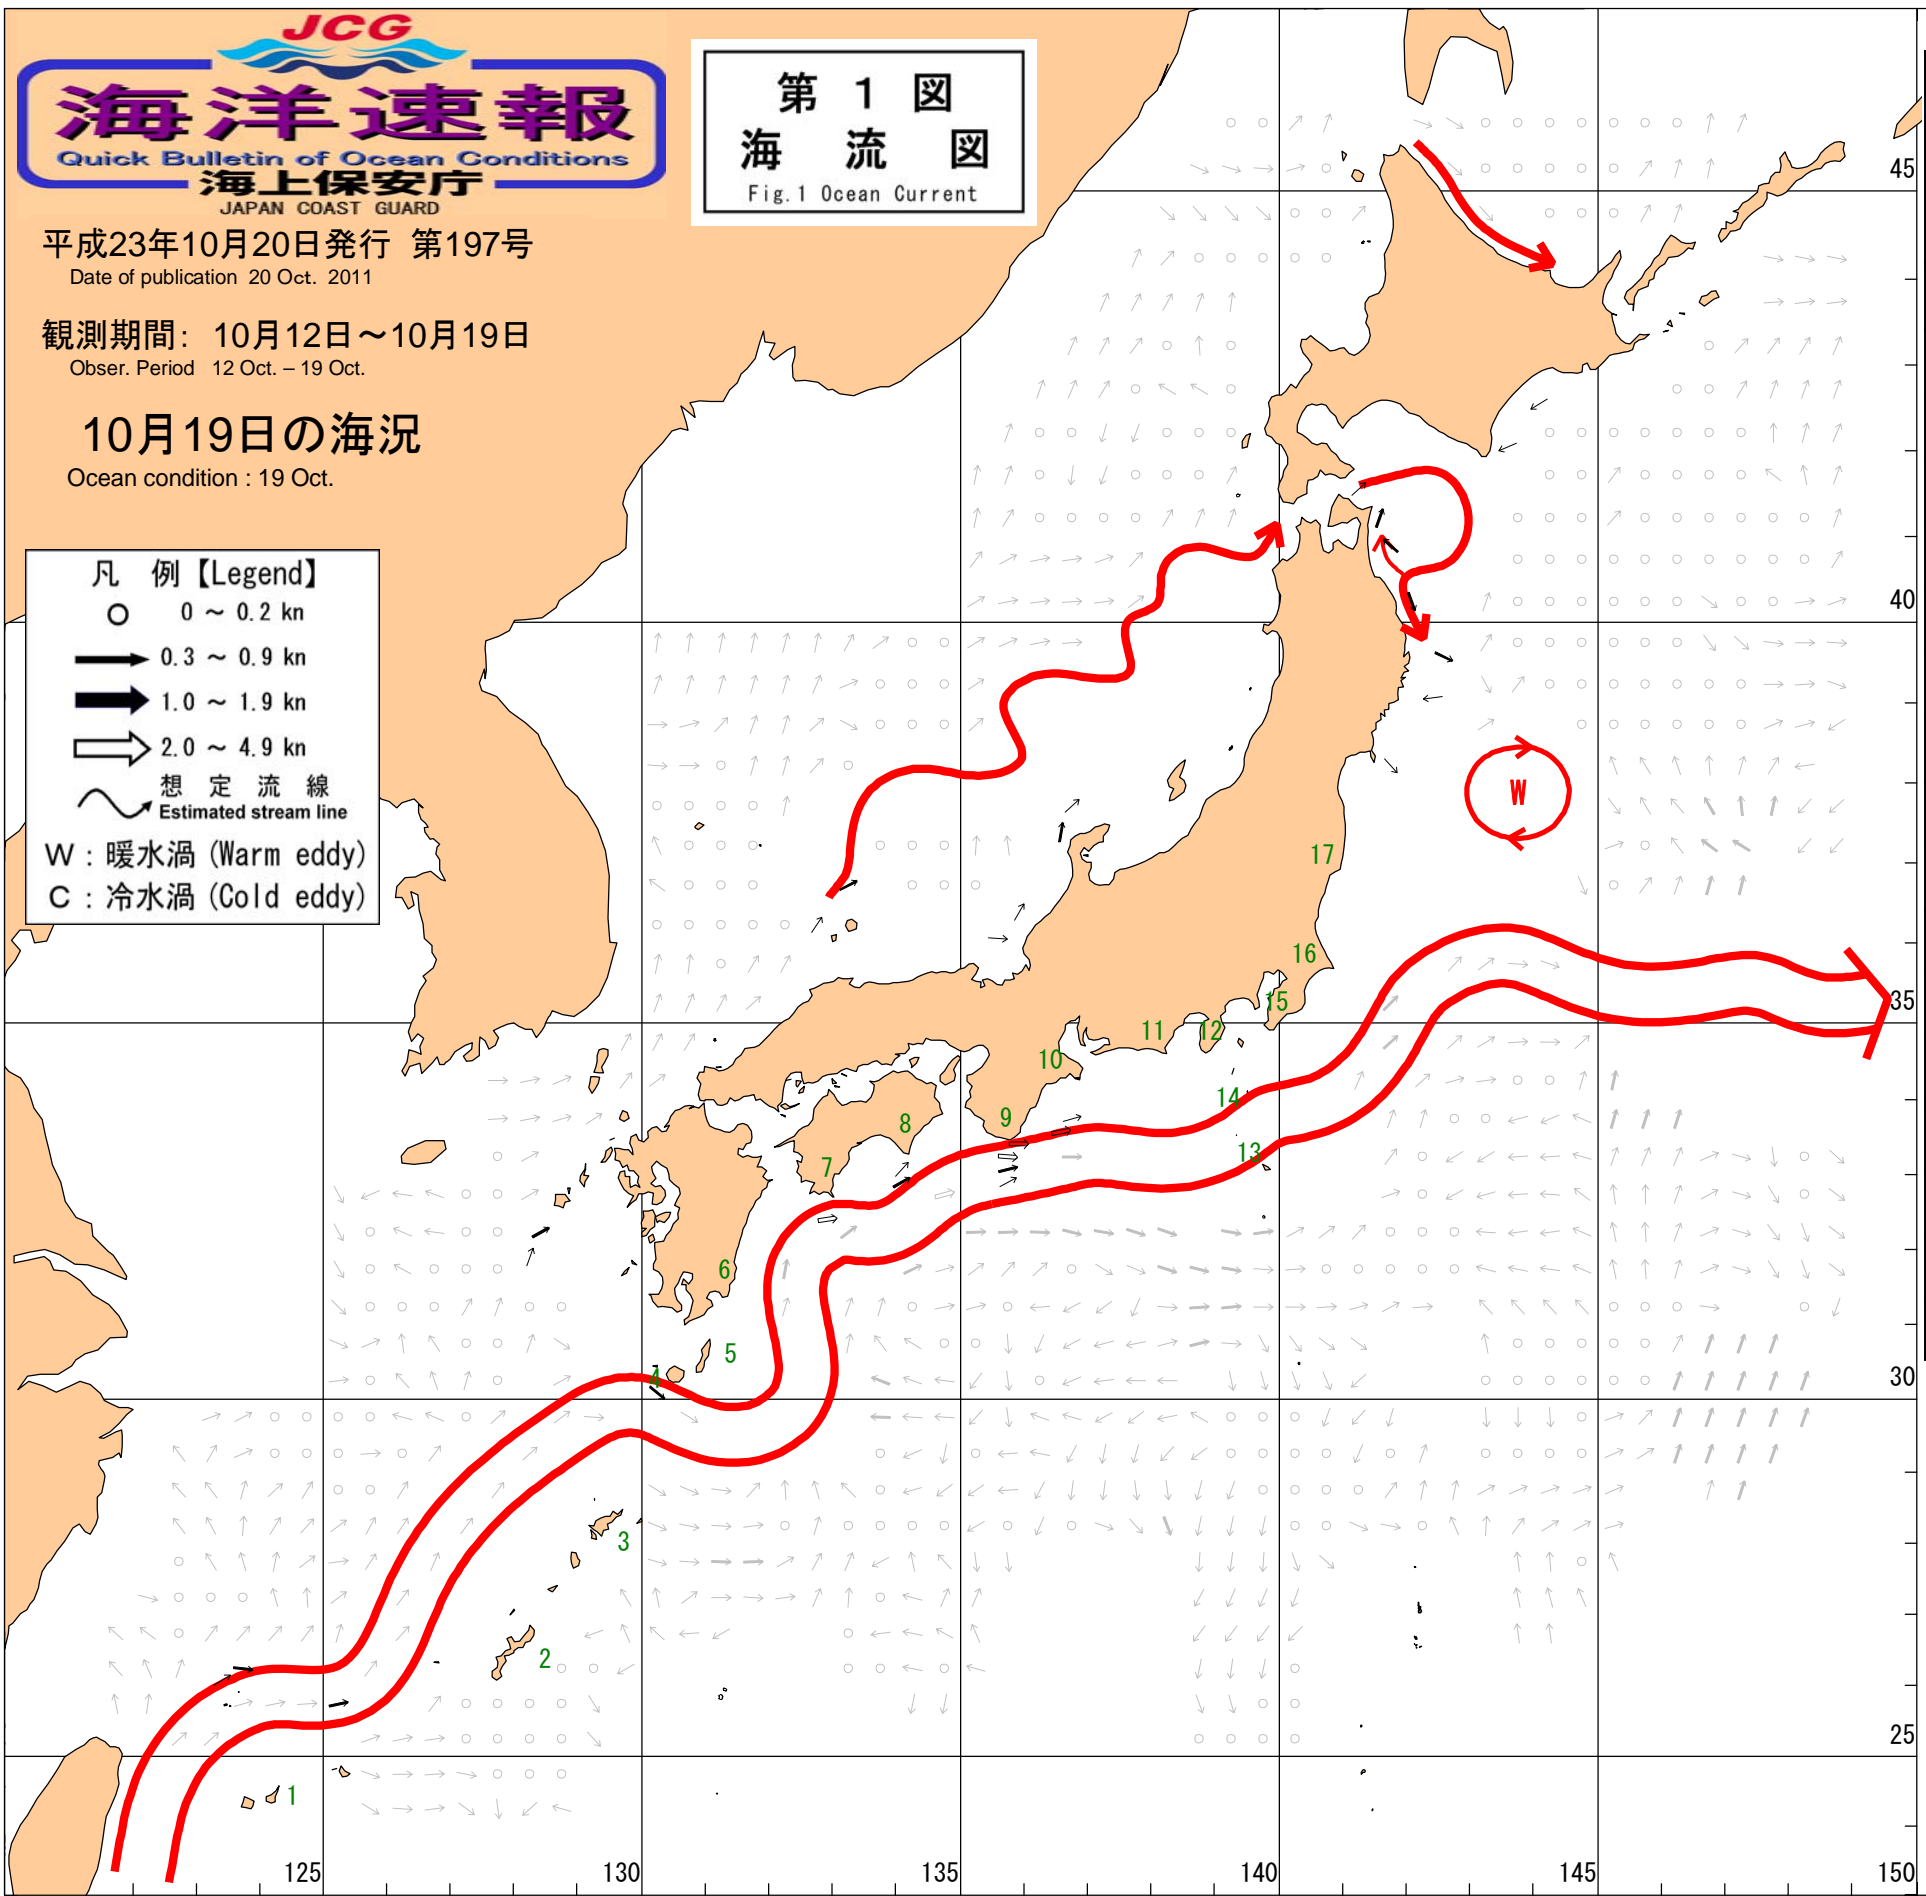 JCG
海洋速報
Quick Bulletin of Ocean Conditions
海上保安庁
JAPAN COAST GUARD
第 1 図
海 流 図
Fig.1 Ocean Current
平成23年10月20日発行 第197号
Date of publication 20 Oct. 2011
観測期間: 10月12日～10月19日
Obser. Period 12 Oct. – 19 Oct.
10月19日の海況
Ocean condition : 19 Oct.
凡 例【Legend】
0 ～ 0.2 kn
0.3 ～ 0.9 kn
1.0 ～ 1.9 kn
2.0 ～ 4.9 kn
想 定 流 線
Estimated stream line
W : 暖水渦 (Warm eddy)
C : 冷水渦 (Cold eddy)
45
40
W
17
16
35
15
11
12
10
14
9
8
13
7
6
5
4
30
3
2
25
1
125
130
135
140
145
150